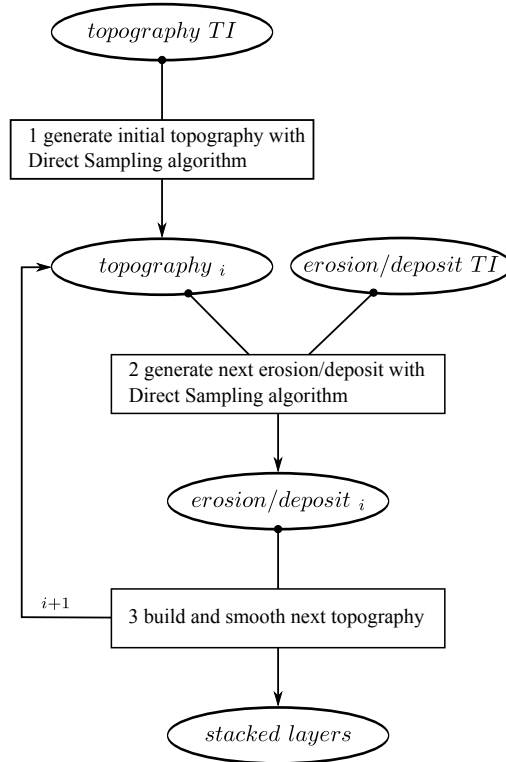 topography TI
1 generate initial topography with
Direct Sampling algorithm
topography i
erosion/deposit TI
2 generate next erosion/deposit with
Direct Sampling algorithm
erosion/deposit i
i+1
3 build and smooth next topography
stacked layers